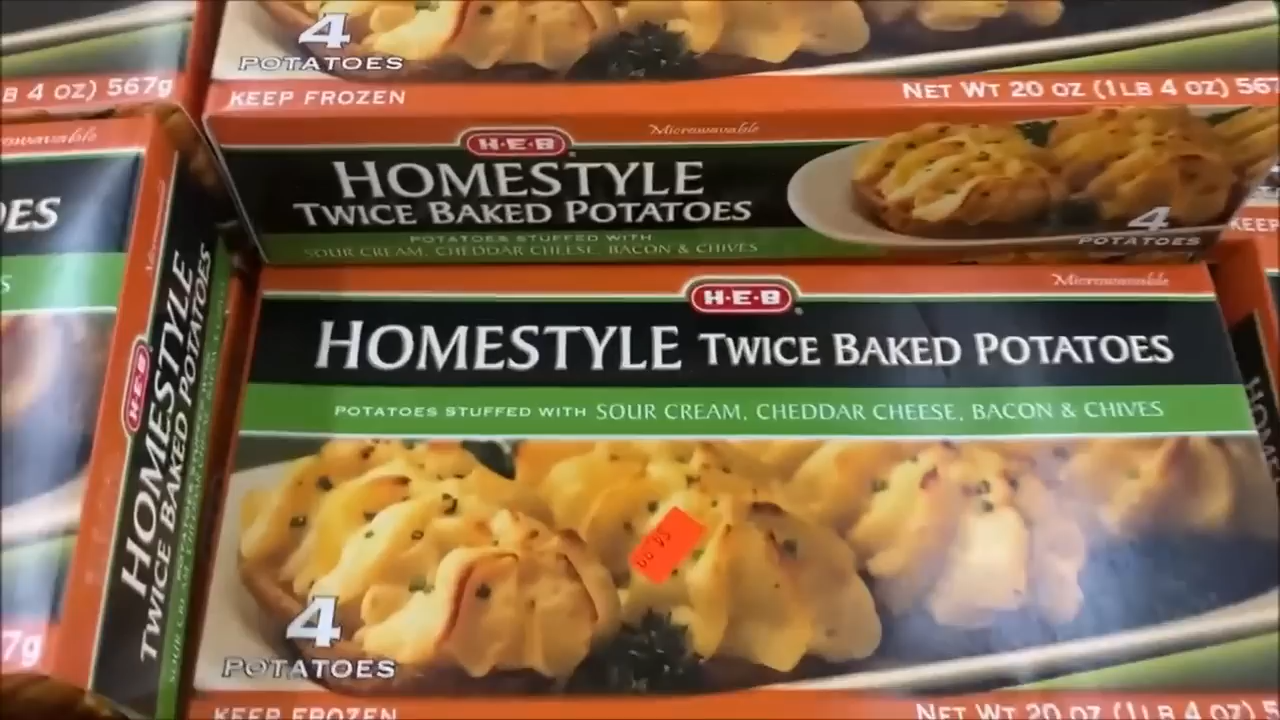 4
POTATOES
B 4 OZ) 567g
KEEP FROZEN
NET WT 20 OZ (1 LB 4 OZ) 567
H-E-B
Microwavable
HOMESTYLE
TWICE BAKED POTATOES
POTATOES STUFFED WITH
SOUR CREAM, CHEDDAR CHEESE, BACON & CHIVES
4
POTATOES
KEEP
H-E-B
Microwavable
HOMESTYLE TWICE BAKED POTATOES
POTATOES STUFFED WITH SOUR CREAM, CHEDDAR CHEESE, BACON & CHIVES
4
POTATOES
KEEP FROZEN
NET WT 20 OZ (1 LB 4 OZ) 5
OES
S
7g
H-E-B
HOMESTYLE
TWICE BAKED POTATOES
HOME